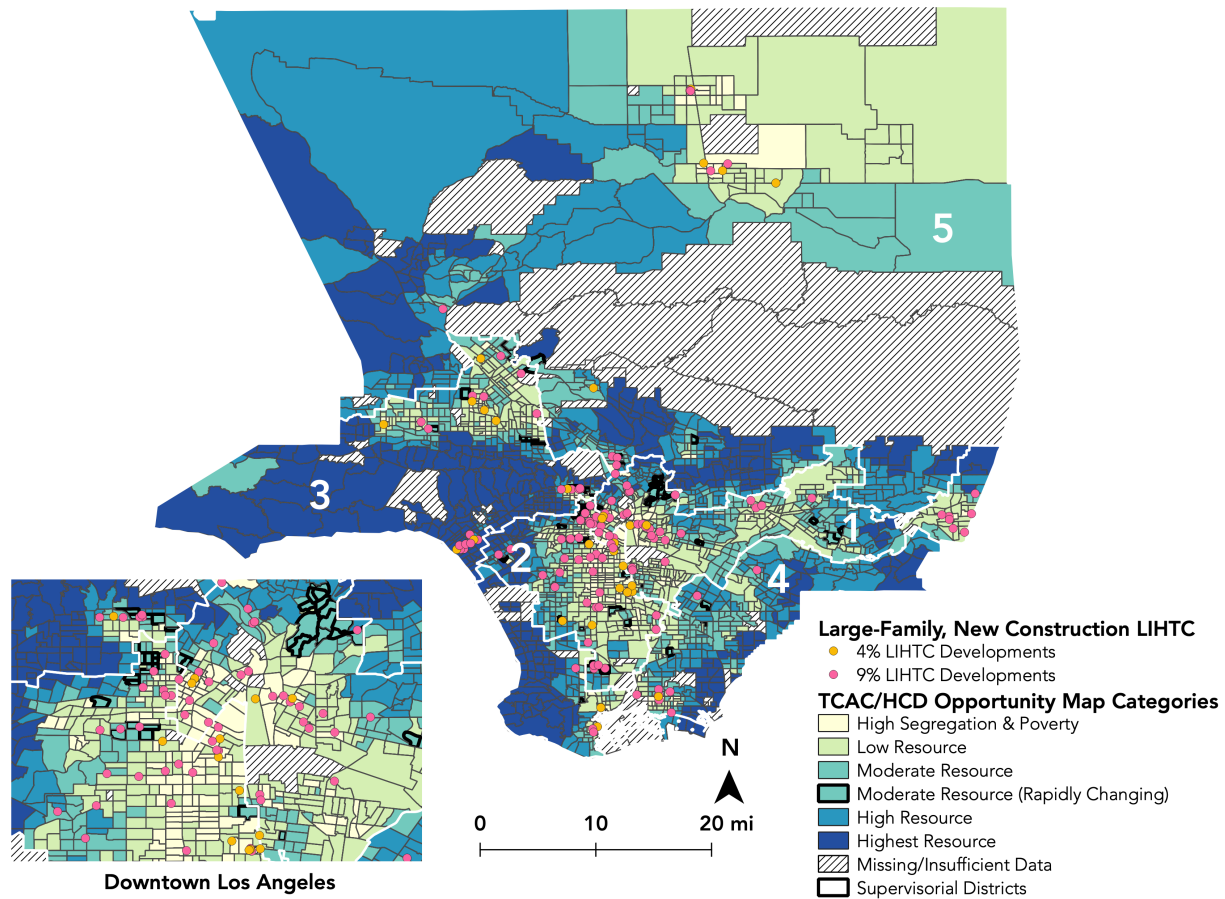 5
3
1
2
4
Large-Family, New Construction LIHTC
4% LIHTC Developments
9% LIHTC Developments
TCAC/HCD Opportunity Map Categories
High Segregation & Poverty
Low Resource
Moderate Resource
Moderate Resource (Rapidly Changing)
High Resource
Highest Resource
Missing/Insufficient Data
Supervisorial Districts
N
0 10 20 mi
Downtown Los Angeles